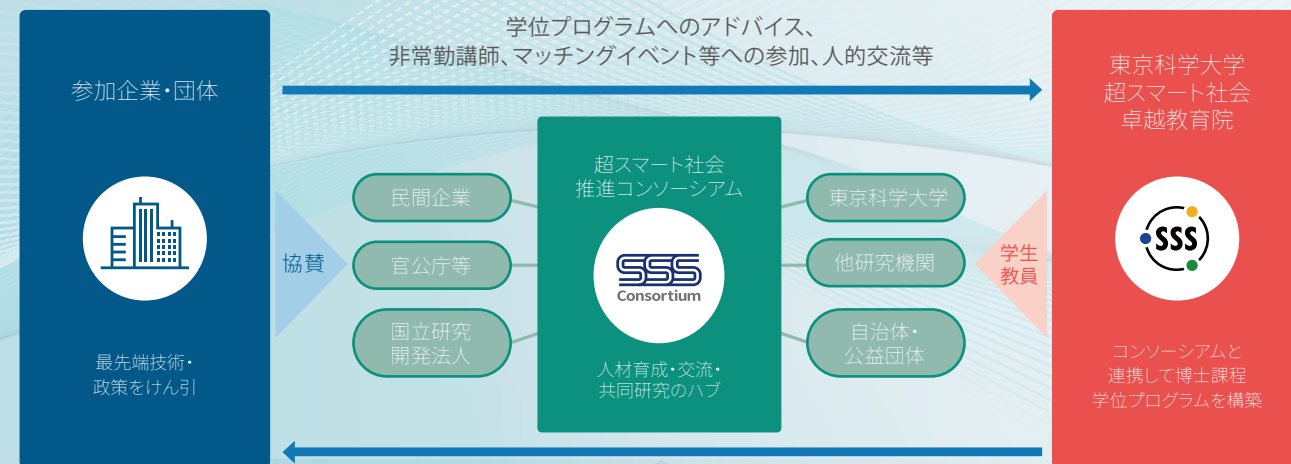 学位プログラムへのアドバイス、
非常勤講師、マッチングイベント等への参加、人的交流等
参加企業・団体
最先端技術・
政策をけん引
協賛
民間企業
官公庁等
国立研究
開発法人
超スマート社会
推進コンソーシアム
SSS
Consortium
人材育成・交流・
共同研究のハブ
東京科学大学
他研究機関
自治体・
公益団体
学生
教員
東京科学大学
超スマート社会
卓越教育院
SSS
コンソーシアムと
連携して博士課程
学位プログラムを構築